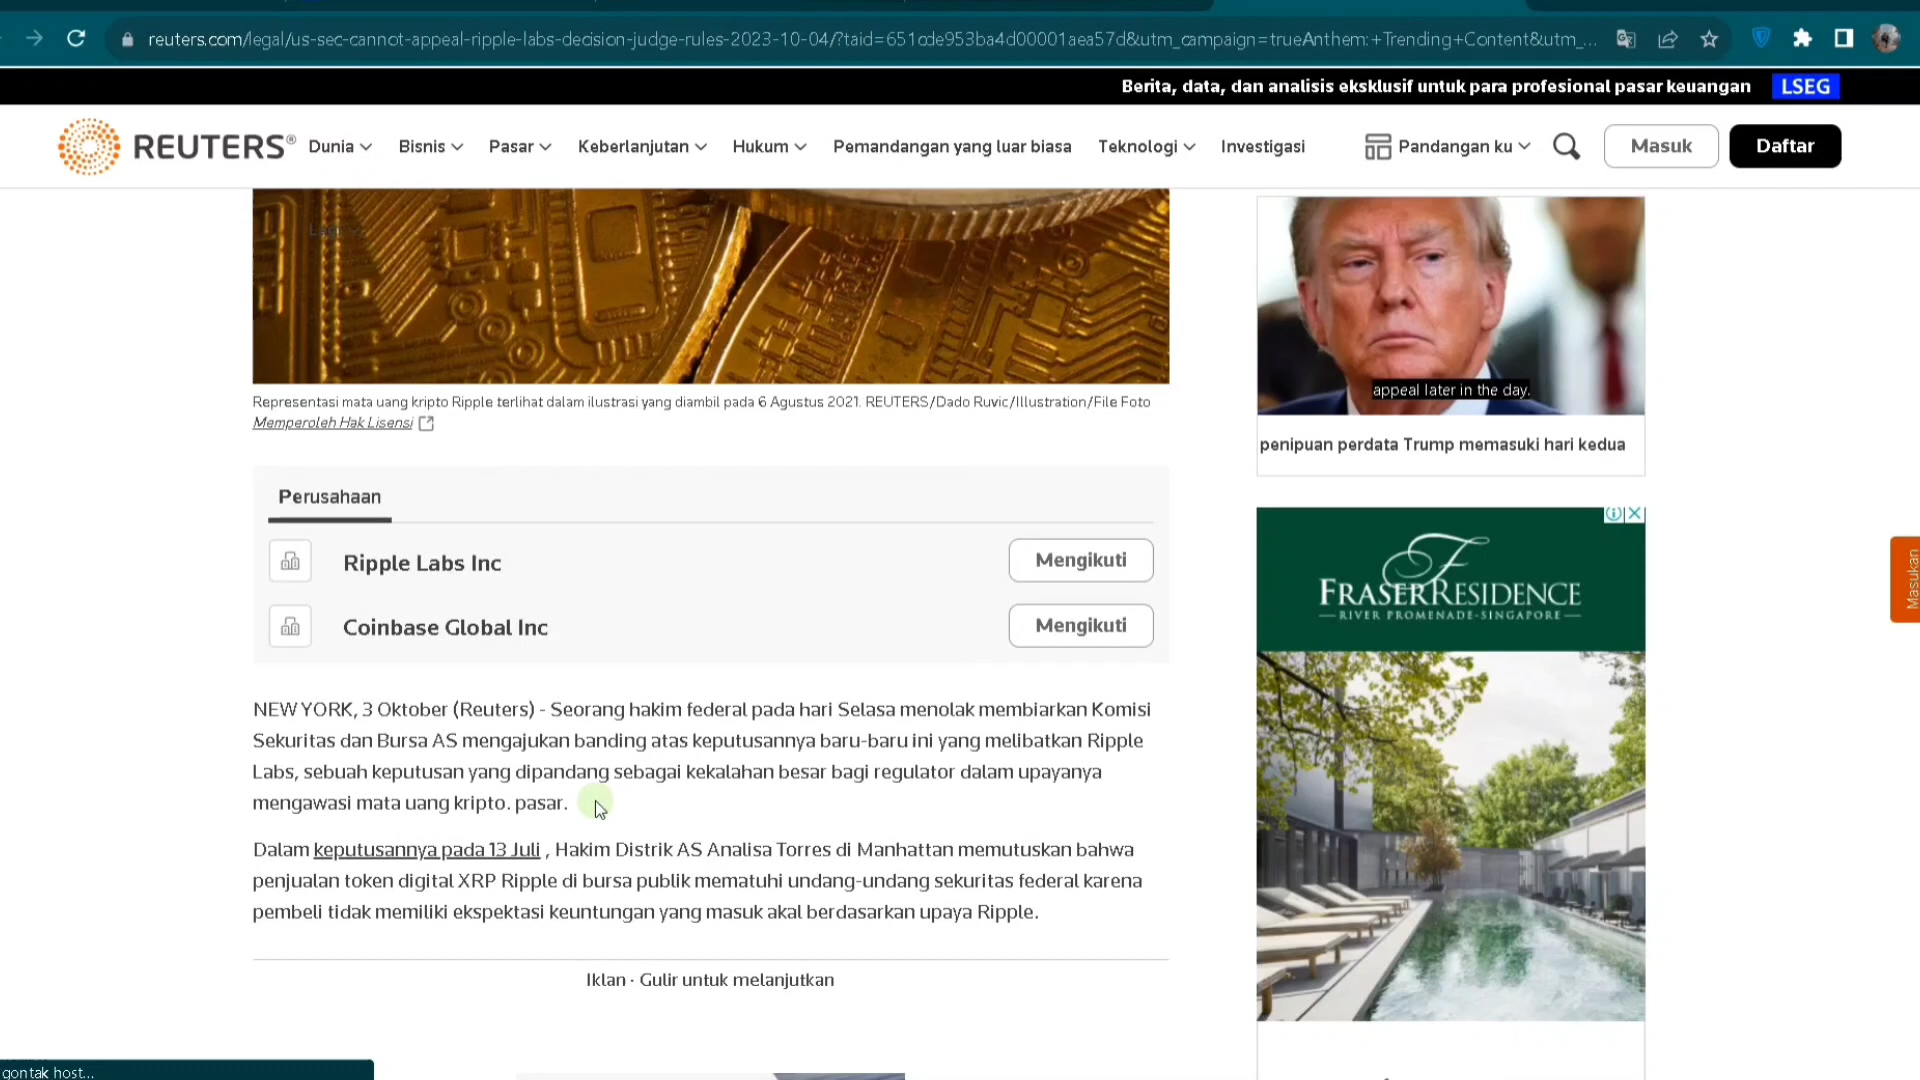 reuters.com/legal/us-sec-cannot-appeal-ripple-labs-decision-judge-rules-2023-10-04/?taid=651cde953ba4d00001aea57d&utm_campaign=trueAnthem:+Trending+Content&utm_...
Berita, data, dan analisis eksklusif untuk para profesional pasar keuangan LSEG
REUTERS® Dunia Bisnis Pasar Keberlanjutan Hukum Pemandangan yang luar biasa Teknologi Investigasi Pandangan ku Masuk Daftar
appeal later in the day.
Representasi mata uang kripto Ripple terlihat dalam ilustrasi yang diambil pada 6 Agustus 2021. REUTERS/Dado Ruvic/Illustration/File Foto
Memperoleh Hak Lisensi
penipuan perdata Trump memasuki hari kedua
Perusahaan
Ripple Labs Inc Mengikuti
Coinbase Global Inc Mengikuti
FRASER RESIDENCE
RIVER PROMENADE-SINGAPORE
Masukan
NEW YORK, 3 Oktober (Reuters) - Seorang hakim federal pada hari Selasa menolak membiarkan Komisi
Sekuritas dan Bursa AS mengajukan banding atas keputusannya baru-baru ini yang melibatkan Ripple
Labs, sebuah keputusan yang dipandang sebagai kekalahan besar bagi regulator dalam upayanya
mengawasi mata uang kripto. pasar.
Dalam keputusannya pada 13 Juli , Hakim Distrik AS Analisa Torres di Manhattan memutuskan bahwa
penjualan token digital XRP Ripple di bursa publik mematuhi undang-undang sekuritas federal karena
pembeli tidak memiliki ekspektasi keuntungan yang masuk akal berdasarkan upaya Ripple.
Iklan · Gulir untuk melanjutkan
gontak host...